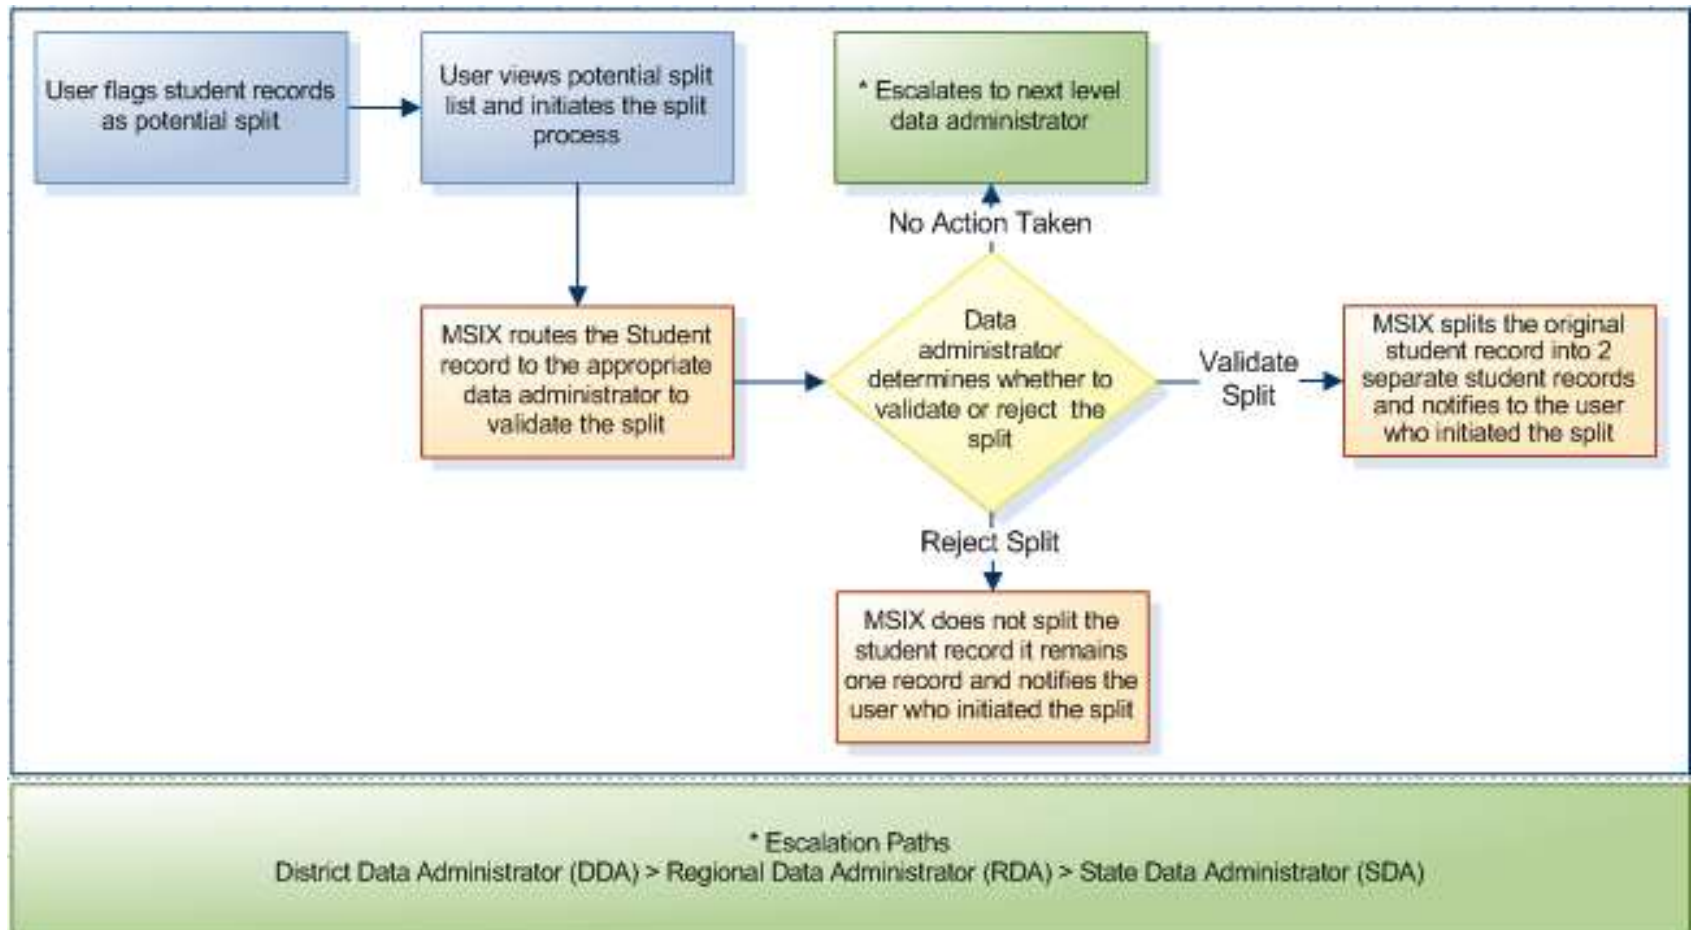 User flags student records
as potential split
User views potential split
list and initiates the split
process
* Escalates to next level
data administrator
No Action Taken
MSIX routes the Student
record to the appropriate
data administrator to
validate the split
Data
administrator
determines whether to
validate or reject the
split
Validate
Split
MSIX splits the original
student record into 2
separate student records
and notifies to the user
who initiated the split
Reject Split
MSIX does not split the
student record it remains
one record and notifies the
user who initiated the split
* Escalation Paths
District Data Administrator (DDA) > Regional Data Administrator (RDA) > State Data Administrator (SDA)